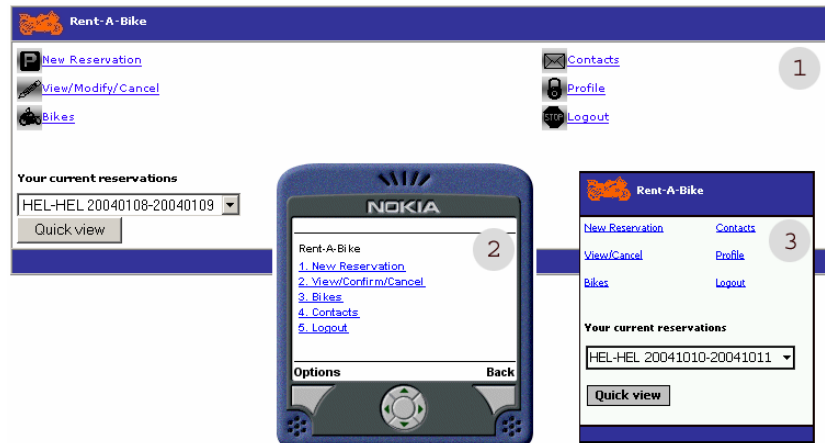 Rent-A-Bike
New Reservation
Contacts
1
View/Modify/Cancel
Profile
Bikes
Logout
Your current reservations
HEL-HEL 20040108-20040109
Quick view
NOKIA
2
Rent-A-Bike
1. New Reservation
2. View/Confirm/Cancel
3. Bikes
4. Contacts
5. Logout
Options Back
Rent-A-Bike
New Reservation Contacts
3
View/Cancel Profile
Bikes Logout
Your current reservations
HEL-HEL 20041010-20041011
Quick view
P
STOP